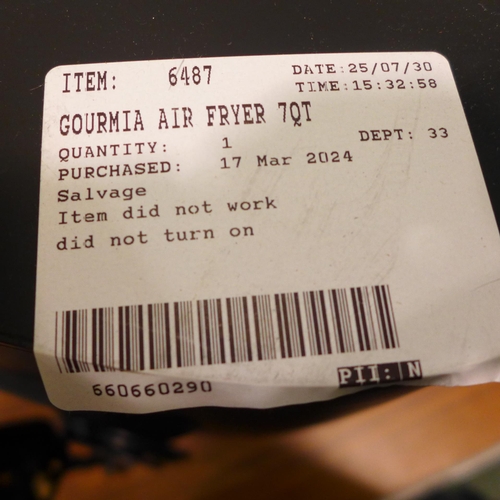 ITEM: 6487
DATE:25/07/30
TIME:15:32:58
GOURMIA AIR FRYER 7QT
QUANTITY: 1
DEPT: 33
PURCHASED: 17 Mar 2024
Salvage
Item did not work
did not turn on
560660290
PII: N